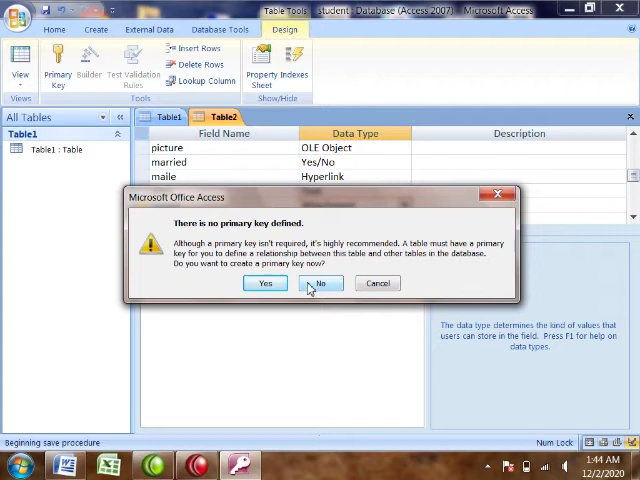 Table Tools student : Database (Access 2007) - Microsoft Access
Home Create External Data Database Tools Design
View
Primary Key
Builder
Test Validation Rules
Insert Rows
Delete Rows
Lookup Column
Property Sheet
Indexes
Views Tools Show/Hide
All Tables
Table1
Table1 : Table
Table1 Table2
Field Name Data Type Description
picture OLE Object
married Yes/No
maile Hyperlink
Microsoft Office Access
There is no primary key defined.
Although a primary key isn't required, it's highly recommended. A table must have a primary
key for you to define a relationship between this table and other tables in the database.
Do you want to create a primary key now?
Yes No Cancel
The data type determines the kind of values that
users can store in the field. Press F1 for help on
data types.
Beginning save procedure Num Lock
1:44 AM
12/2/2020